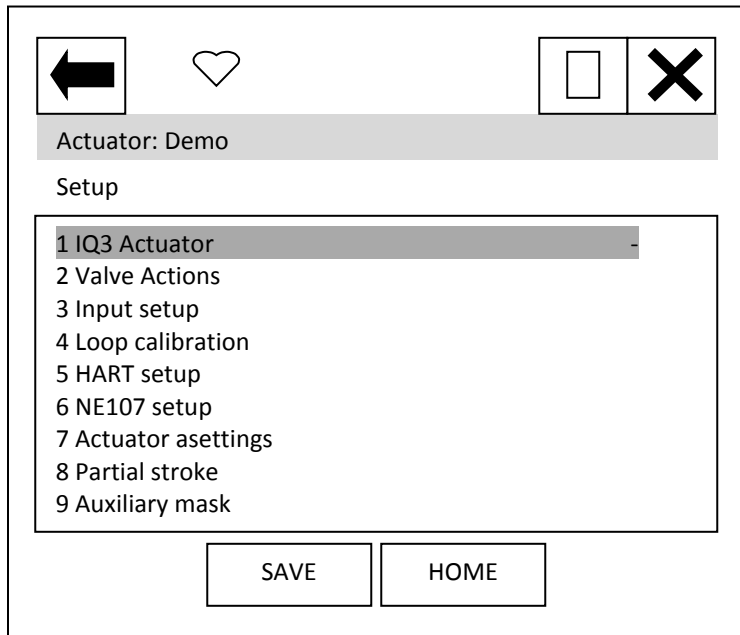 Actuator: Demo
Setup
1 IQ3 Actuator -
2 Valve Actions
3 Input setup
4 Loop calibration
5 HART setup
6 NE107 setup
7 Actuator asettings
8 Partial stroke
9 Auxiliary mask
SAVE HOME